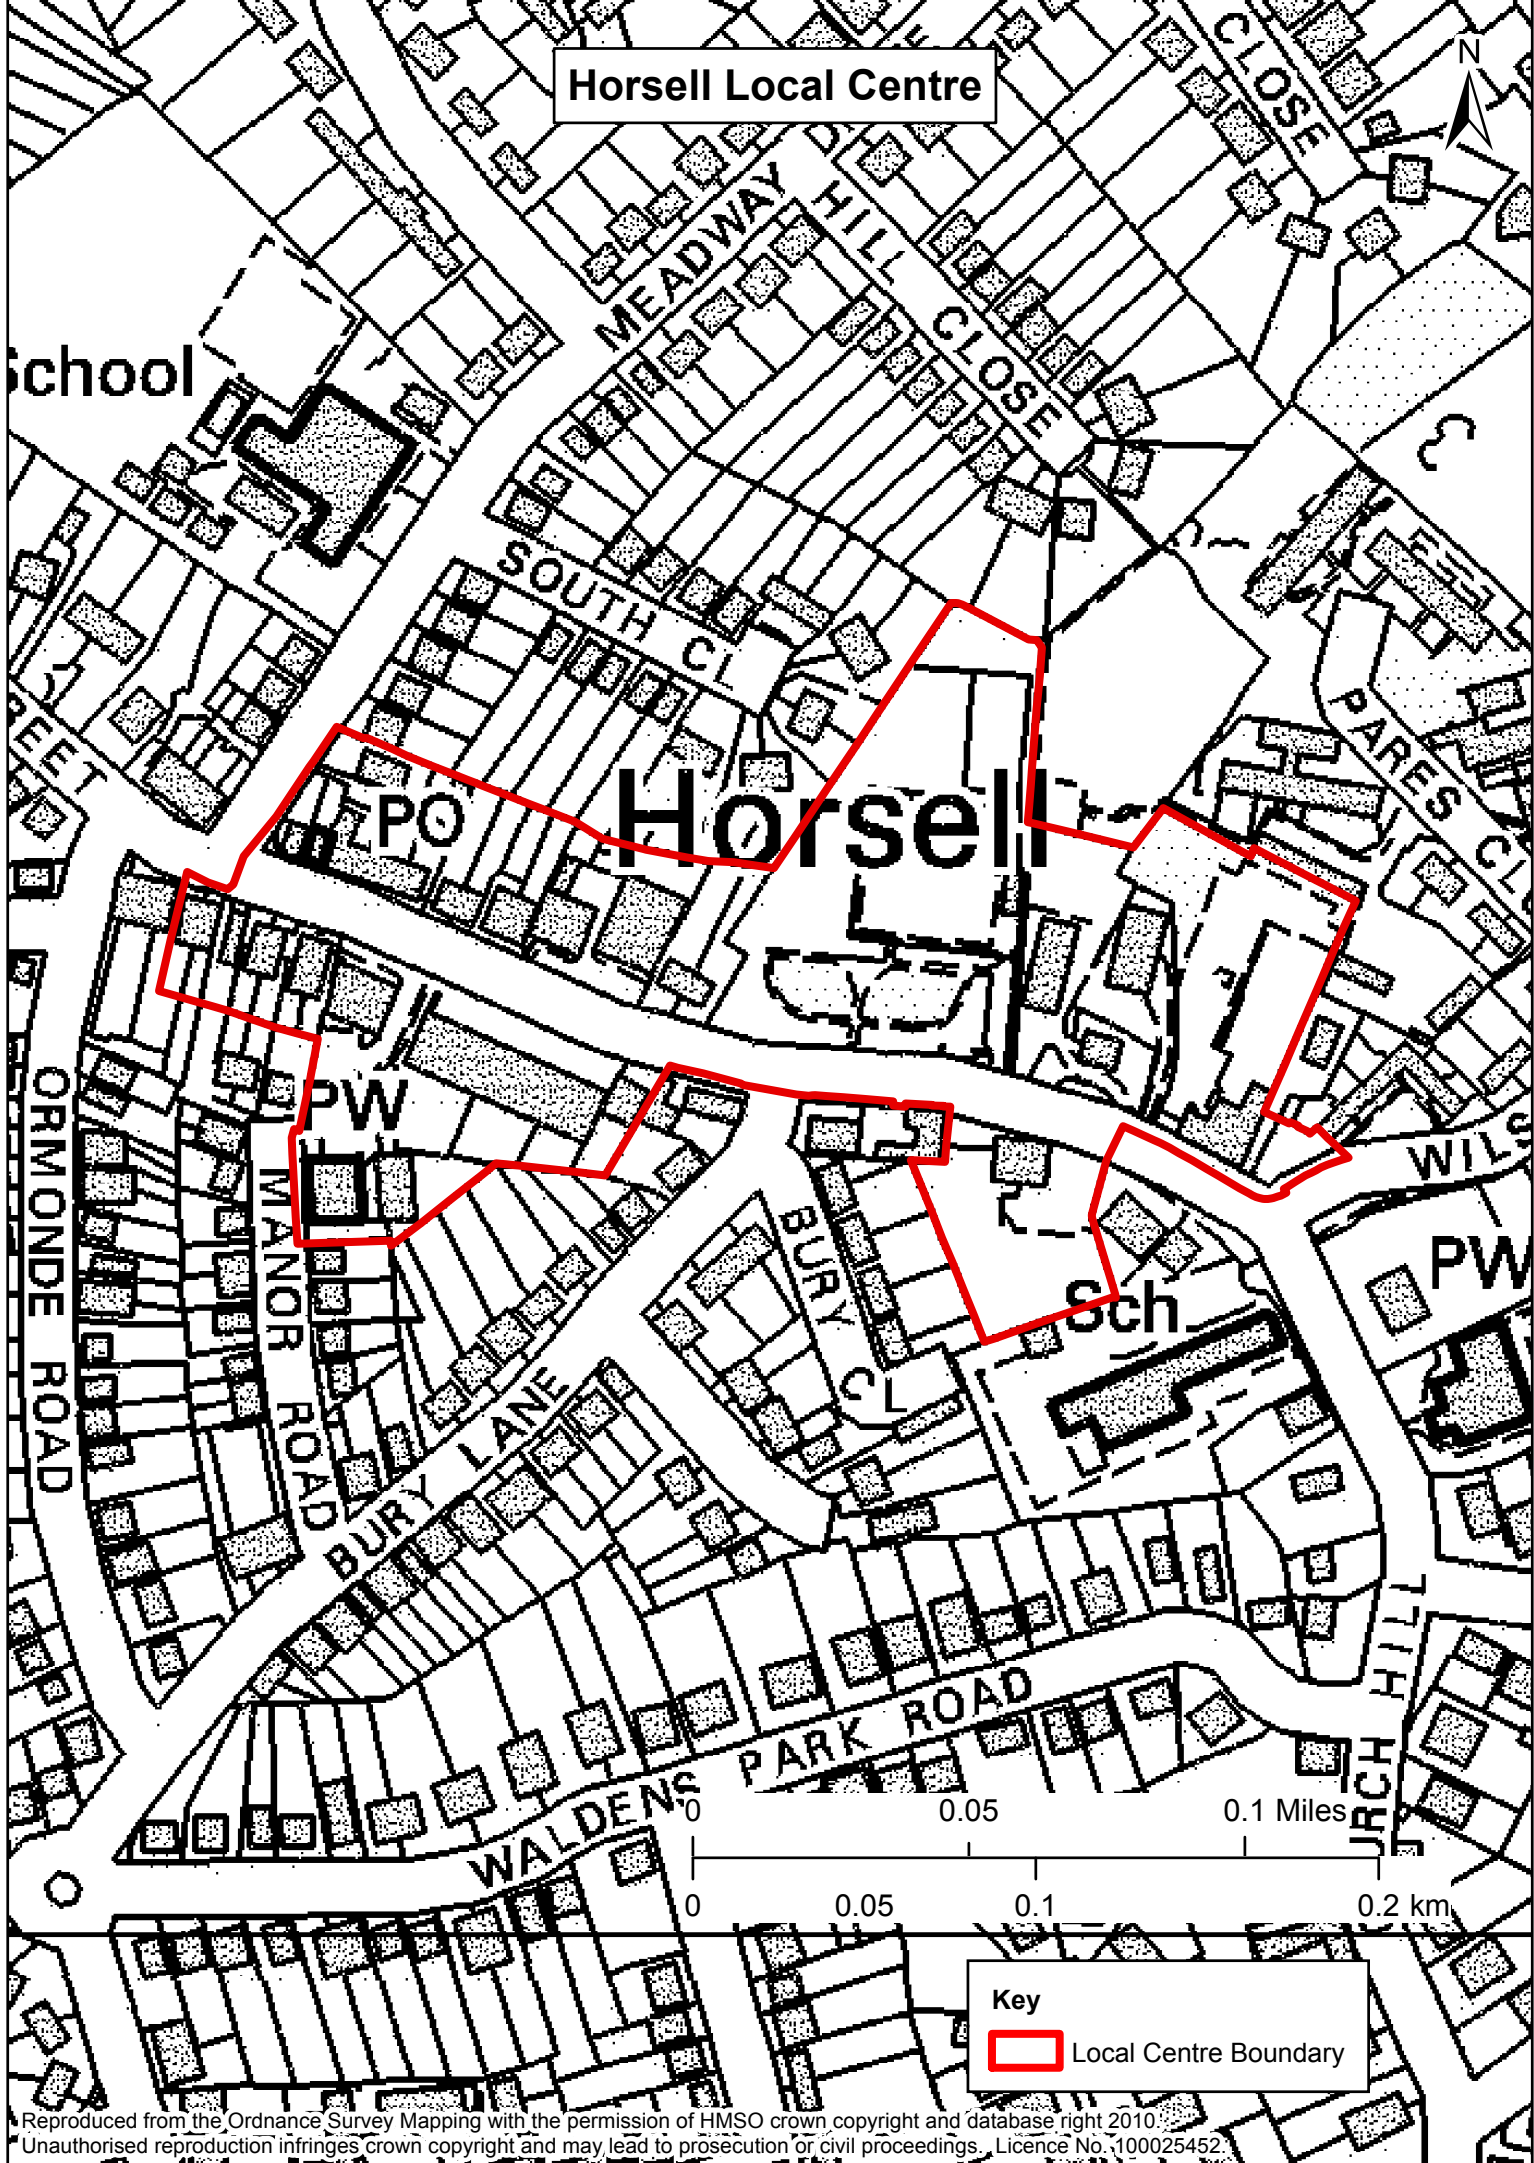 Horsell Local Centre
N
CLOSE
MEADWAY
HILL CLOSE
School
SOUTH CL
PARES CL
PO
Horsell
PW
ORMONDE ROAD
MANOR ROAD
BURY LANE
BURY CL
Sch
PW
WALDENS PARK ROAD
HILL
0 0.05 0.1 Miles
0 0.05 0.1 0.2 km
Key
Local Centre Boundary
Reproduced from the Ordnance Survey Mapping with the permission of HMSO crown copyright and database right 2010.
Unauthorised reproduction infringes crown copyright and may lead to prosecution or civil proceedings. Licence No. 100025452.